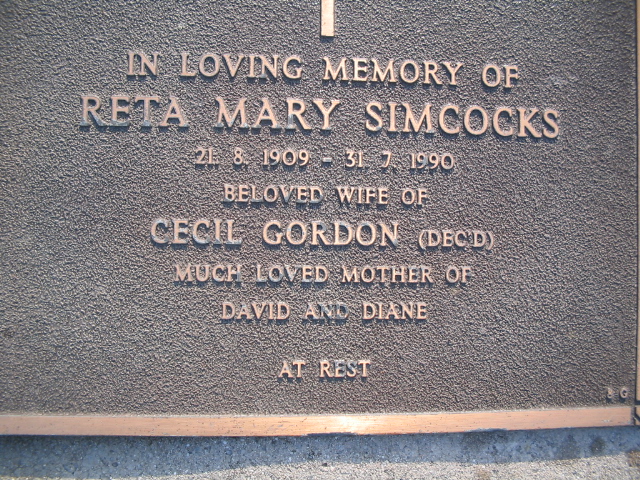 IN LOVING MEMORY OF
RETA MARY SIMCOCKS
21. 8. 1909 - 31. 7. 1990
BELOVED WIFE OF
CECIL GORDON (DEC'D)
MUCH LOVED MOTHER OF
DAVID AND DIANE
AT REST